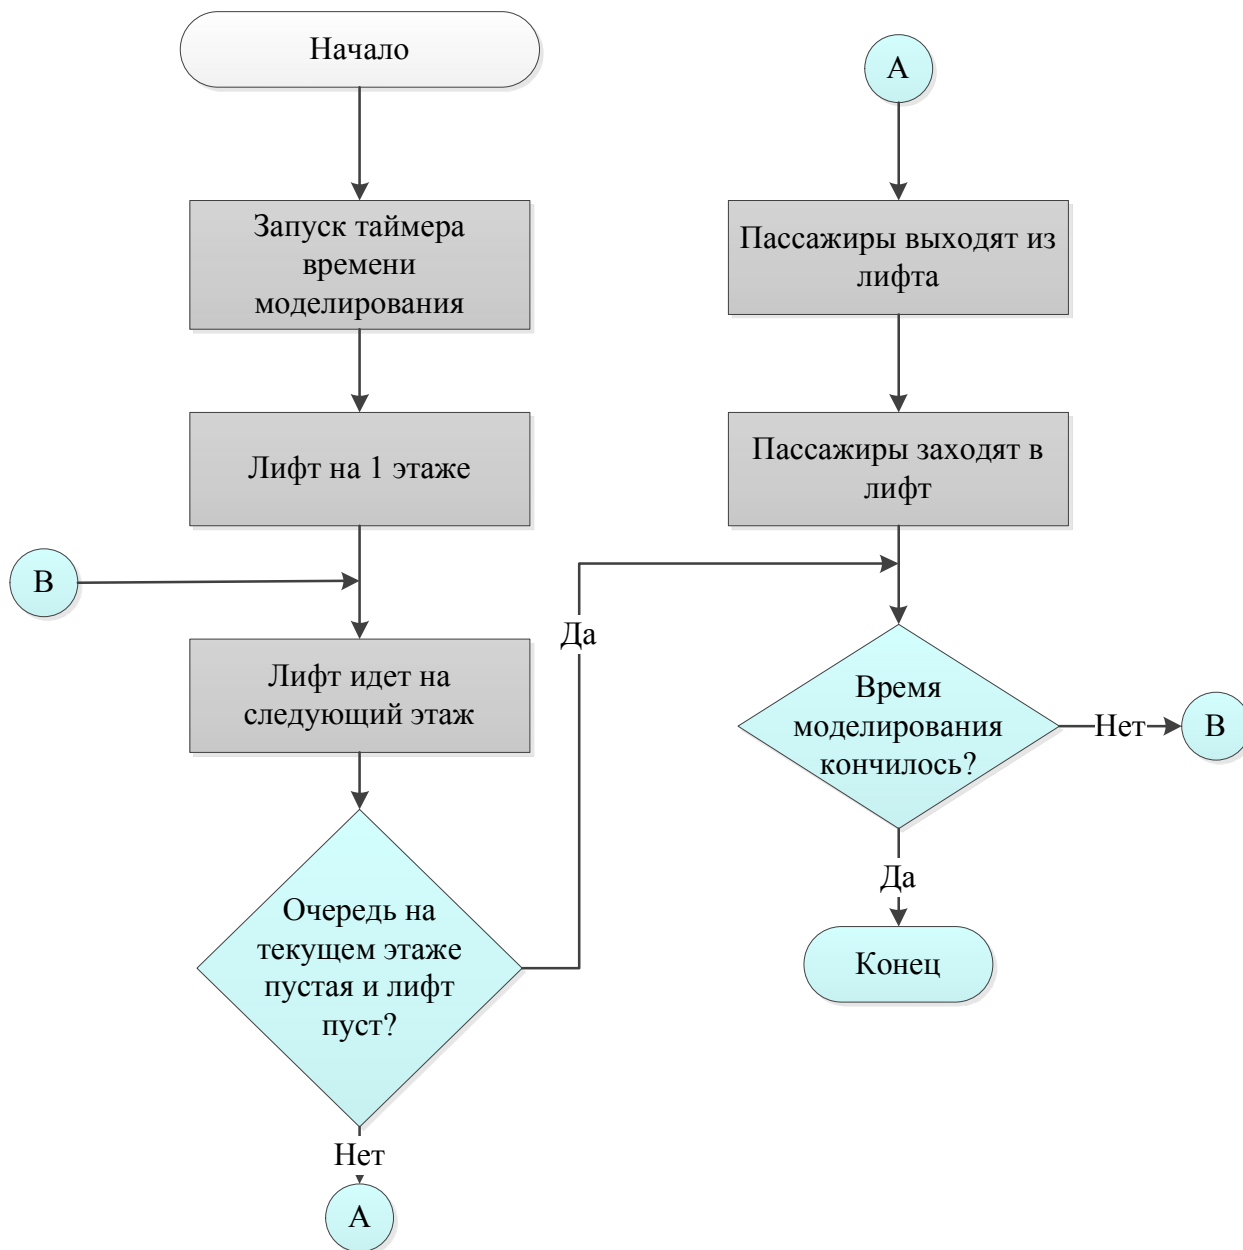 Начало
Запуск таймера
времени
моделирования
Лифт на 1 этаже
В
Лифт идет на
следующий этаж
Очередь на
текущем этаже
пустая и лифт
пуст?
Нет
А
Да
А
Пассажиры выходят из
лифта
Пассажиры заходят в
лифт
Время
моделирования
кончилось?
Нет
В
Да
Конец